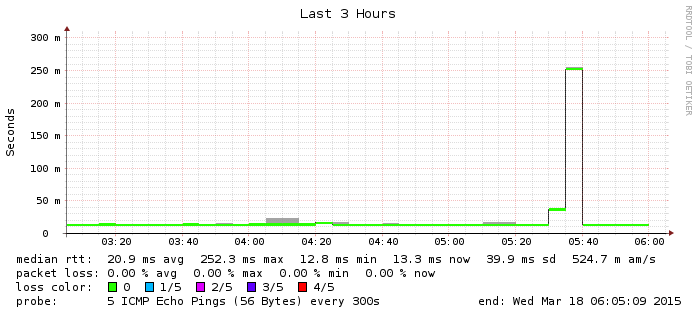 Last 3 Hours
RRDTOOL / TOBI OETIKER
Seconds
300 m
250 m
200 m
150 m
100 m
50 m
0
03:20 03:40 04:00 04:20 04:40 05:00 05:20 05:40 06:00
median rtt: 20.9 ms avg 252.3 ms max 12.8 ms min 13.3 ms now 39.9 ms sd 524.7 m am/s
packet loss: 0.00 % avg 0.00 % max 0.00 % min 0.00 % now
loss color: 0 1/5 2/5 3/5 4/5
probe: 5 ICMP Echo Pings (56 Bytes) every 300s end: Wed Mar 18 06:05:09 2015